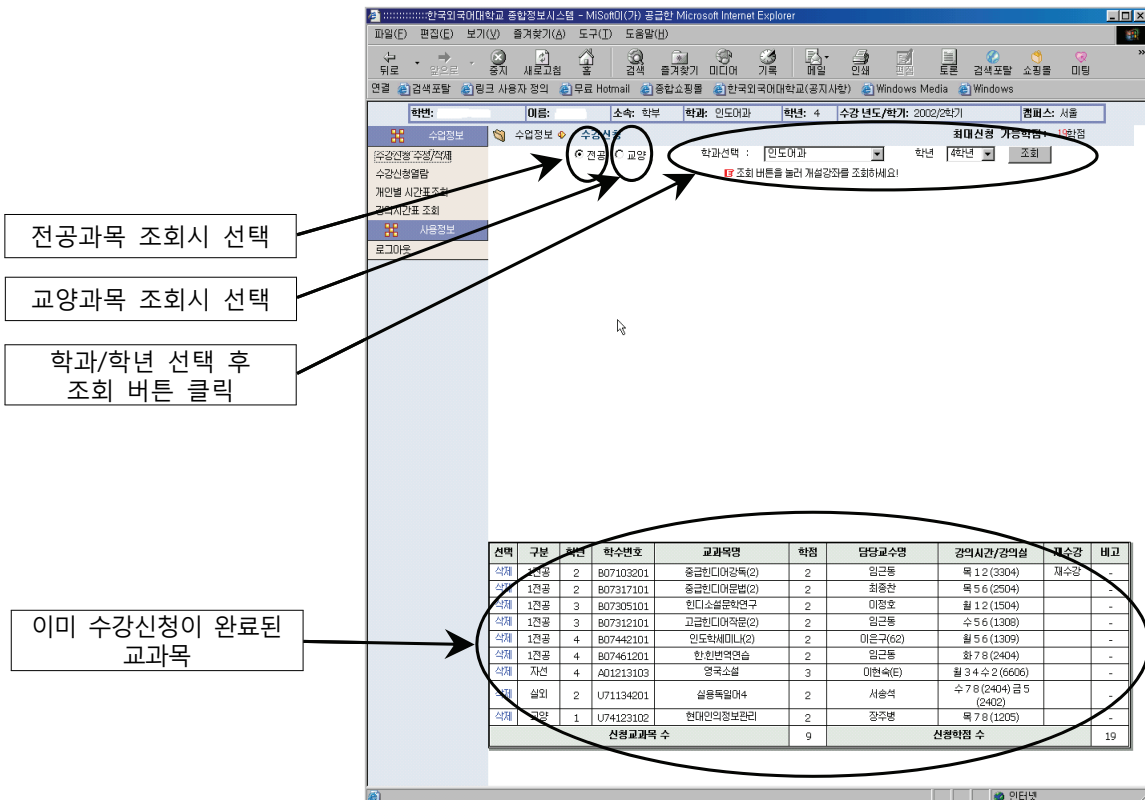 :::::::::::::한국외국어대학교 종합정보시스템 - MiSoft이(가) 공급한 Microsoft Internet Explorer
파일(F) 편집(E) 보기(V) 즐겨찾기(A) 도구(T) 도움말(H)
뒤로 앞으로 중지 새로고침 홈 검색 즐겨찾기 미디어 기록 메일 인쇄 편집 토론 검색포탈 쇼핑몰 미팅
연결 검색포탈 링크 사용자 정의 무료 Hotmail 종합쇼핑몰 한국외국어대학교(공지사항) Windows Media Windows
학번: 이름: 소속: 학부 학과: 인도어과 학년: 4 수강 년도/학기: 2002/2학기 캠퍼스: 서울
수업정보 수업정보 수강신청 최대신청 가능학점: 19학점
수강신청 수정/삭제 전공 교양 학과선택 : 인도어과 학년 4학년 조회
수강신청열람 조회 버튼을 눌러 개설강좌를 조회하세요!
개인별 시간표조회
강의시간표 조회
사용정보
로그아웃
전공과목 조회시 선택
교양과목 조회시 선택
학과/학년 선택 후
조회 버튼 클릭
이미 수강신청이 완료된
교과목
선택 구분 학년 학수번호 교과목명 학점 담당교수명 강의시간/강의실 재수강 비고
삭제 1전공 2 B07103201 중급힌디어강독(2) 2 임근동 목 1 2 (3304) 재수강 -
삭제 1전공 2 B07317101 중급힌디어문법(2) 2 최종찬 목 5 6 (2504) -
삭제 1전공 3 B07305101 힌디소설문학연구 2 이정호 월 1 2 (1504) -
삭제 1전공 3 B07312101 고급힌디어작문(2) 2 임근동 수 5 6 (1308) -
삭제 1전공 4 B07442101 인도학세미나(2) 2 이은구(62) 월 5 6 (1309) -
삭제 1전공 4 B07461201 한.힌번역연습 2 임근동 화 7 8 (2404) -
삭제 자선 4 A01213103 영국소설 3 이현숙(E) 월 3 4 수 2 (6606) -
삭제 실외 2 U71134201 실용독일어4 2 서송석 수 7 8 (2404) 금 5 (2402) -
삭제 교양 1 U74123102 현대인의정보관리 2 장주병 목 7 8 (1205) -
신청교과목 수 9 신청학점 수 19
인터넷